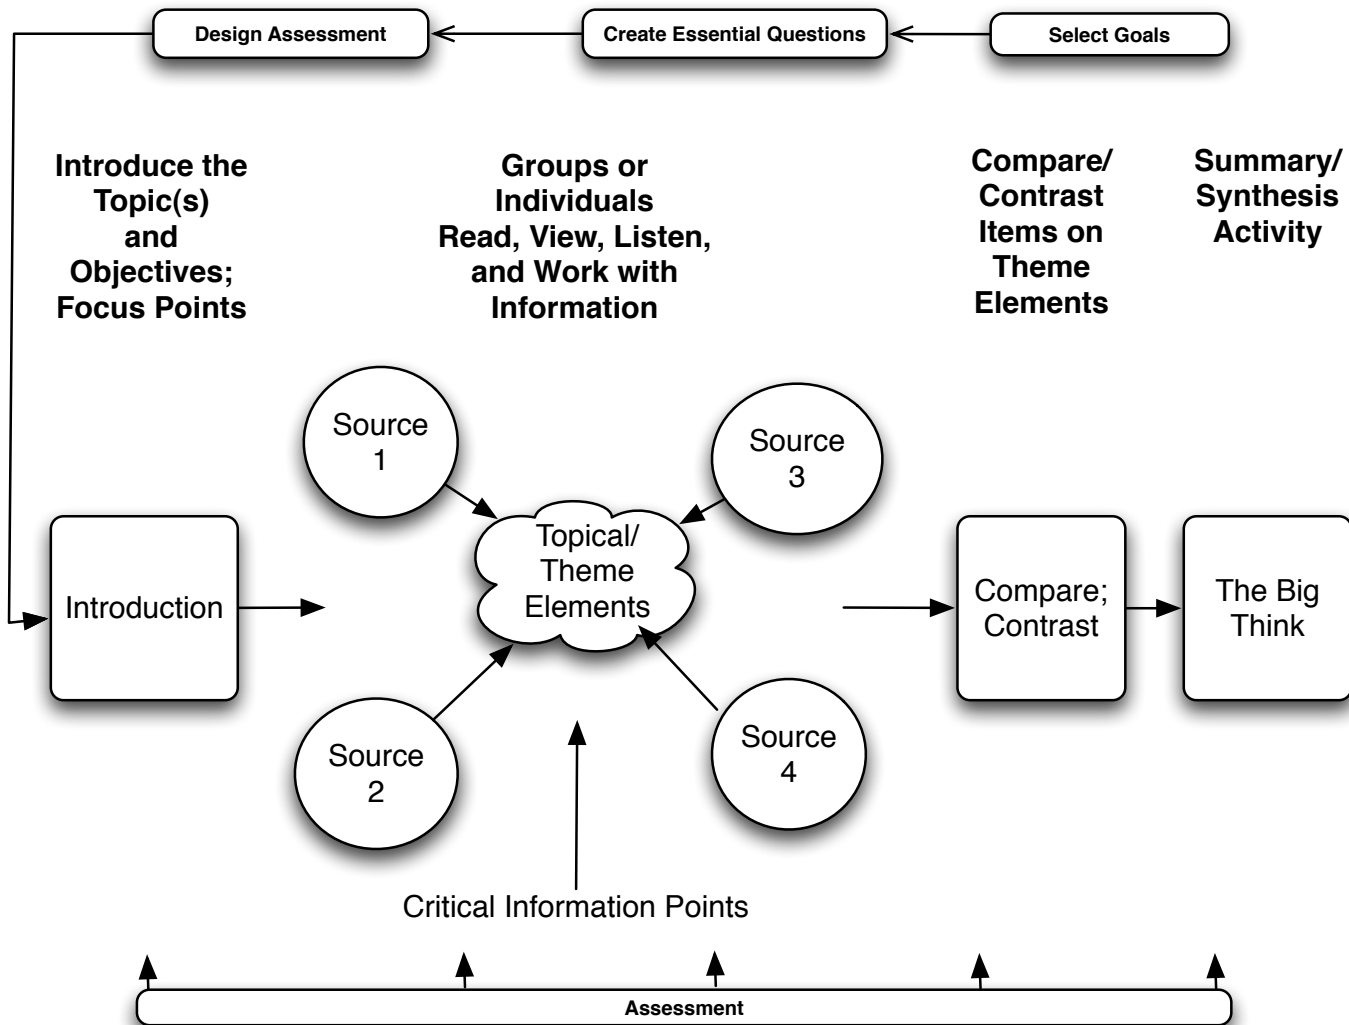 Design Assessment
Create Essential Questions
Select Goals
Introduce the
Topic(s)
and
Objectives;
Focus Points
Groups or
Individuals
Read, View, Listen,
and Work with
Information
Compare/
Contrast
Items on
Theme
Elements
Summary/
Synthesis
Activity
Source
1
Source
3
Topical/
Theme
Elements
Introduction
Compare;
Contrast
The Big
Think
Source
2
Source
4
Critical Information Points
Assessment